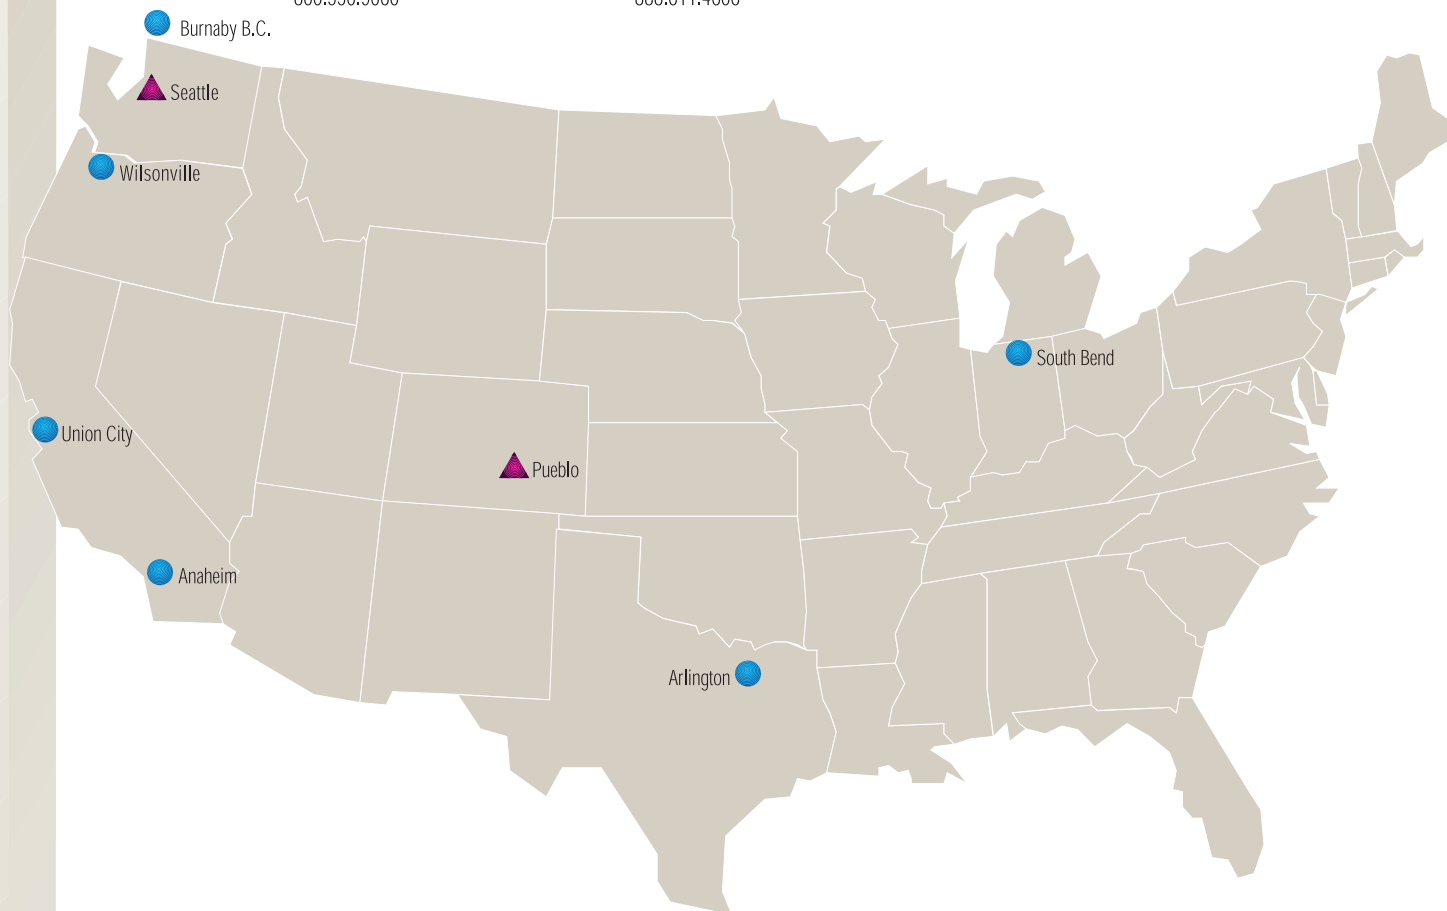 Burnaby B.C.
Seattle
Wilsonville
South Bend
Union City
Pueblo
Anaheim
Arlington